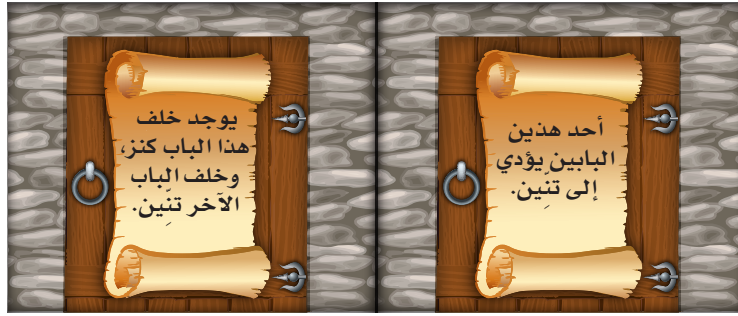 أحد هذين
البابين يؤدي
إلى تنِّين.
يوجد خلف
هذا الباب كنز،
وخلف الباب
الآخر تنِّين.